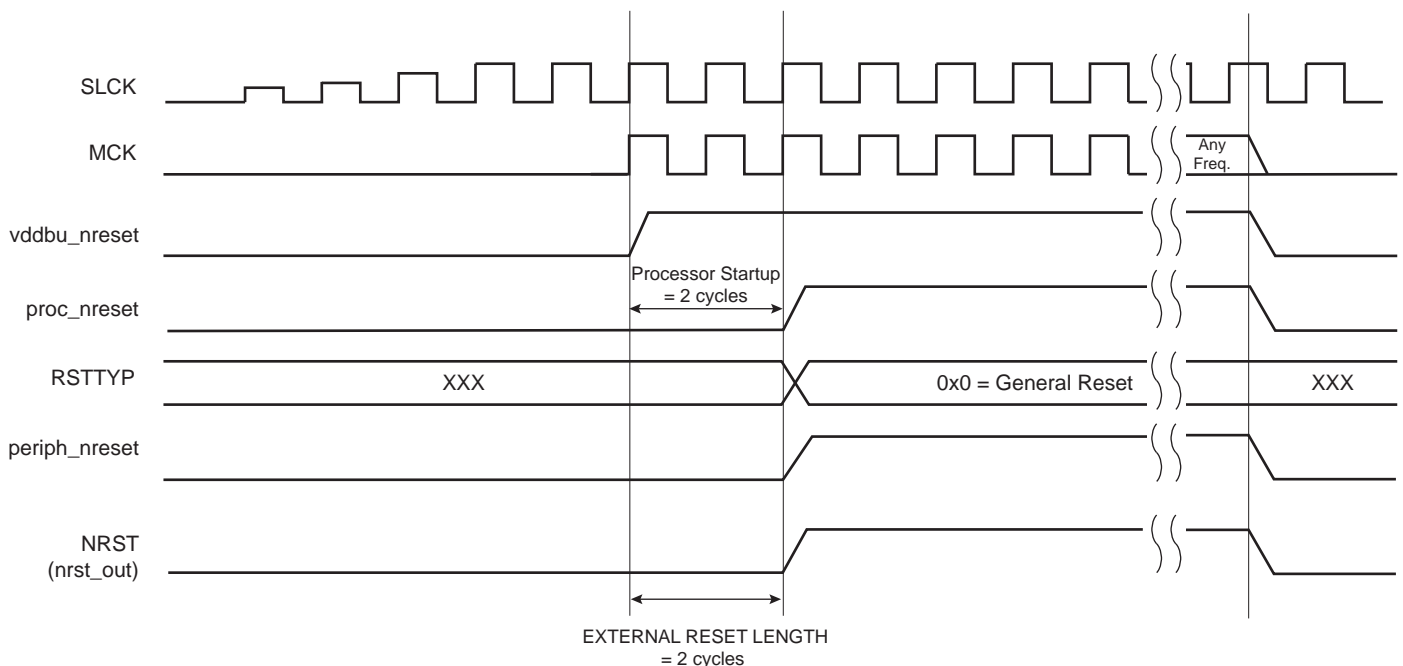 SLCK
MCK
Any
Freq.
vddbu_nreset
Processor Startup
= 2 cycles
proc_nreset
RSTTYP
XXX
0x0 = General Reset
XXX
periph_nreset
NRST
(nrst_out)
EXTERNAL RESET LENGTH
= 2 cycles